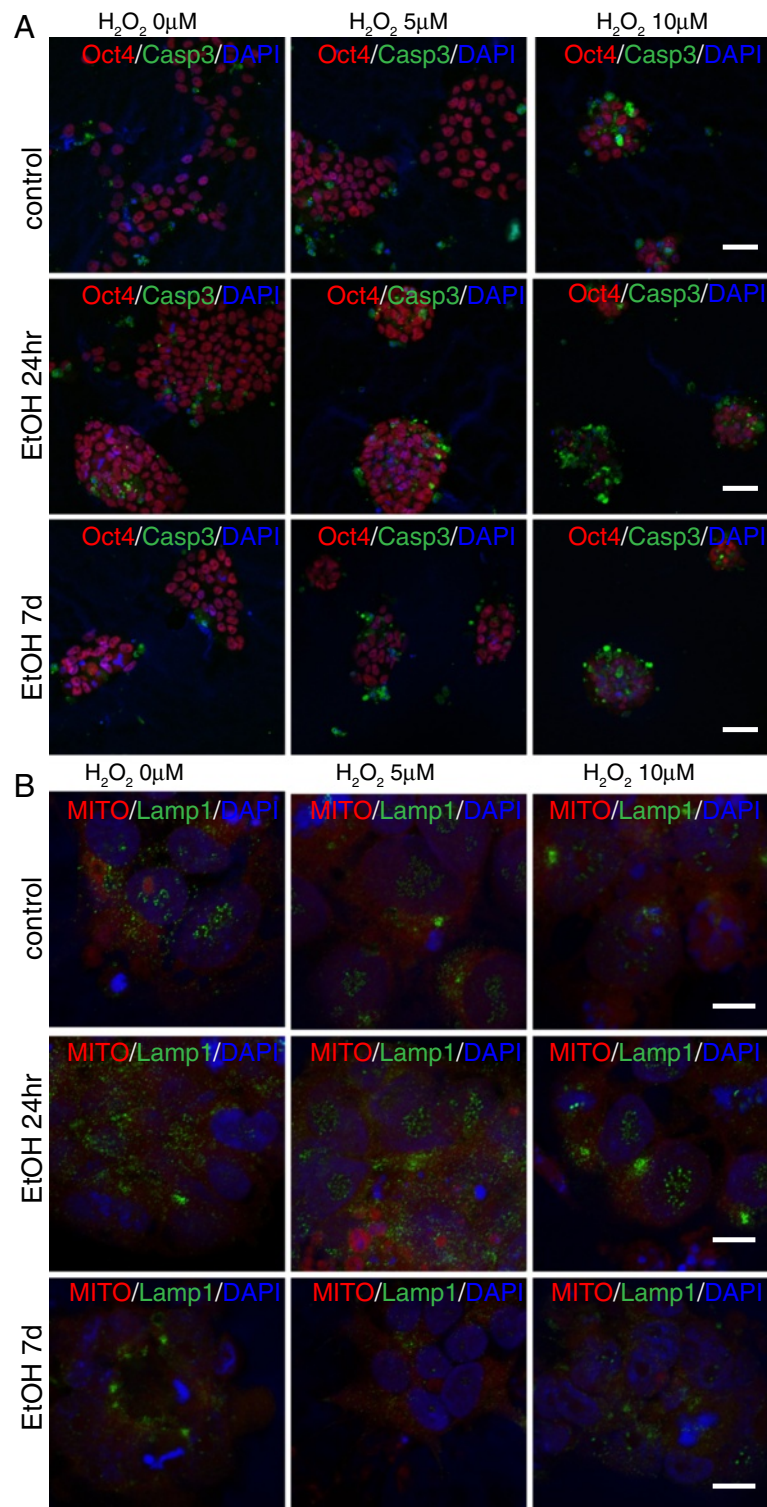 A
H₂O₂ 0μM H₂O₂ 5μM H₂O₂ 10μM
control
Oct4/Casp3/DAPI Oct4/Casp3/DAPI Oct4/Casp3/DAPI
EtOH 24hr
Oct4/Casp3/DAPI Oct4/Casp3/DAPI Oct4/Casp3/DAPI
EtOH 7d
Oct4/Casp3/DAPI Oct4/Casp3/DAPI Oct4/Casp3/DAPI
B
H₂O₂ 0μM H₂O₂ 5μM H₂O₂ 10μM
control
MITO/Lamp1/DAPI MITO/Lamp1/DAPI MITO/Lamp1/DAPI
EtOH 24hr
MITO/Lamp1/DAPI MITO/Lamp1/DAPI MITO/Lamp1/DAPI
EtOH 7d
MITO/Lamp1/DAPI MITO/Lamp1/DAPI MITO/Lamp1/DAPI